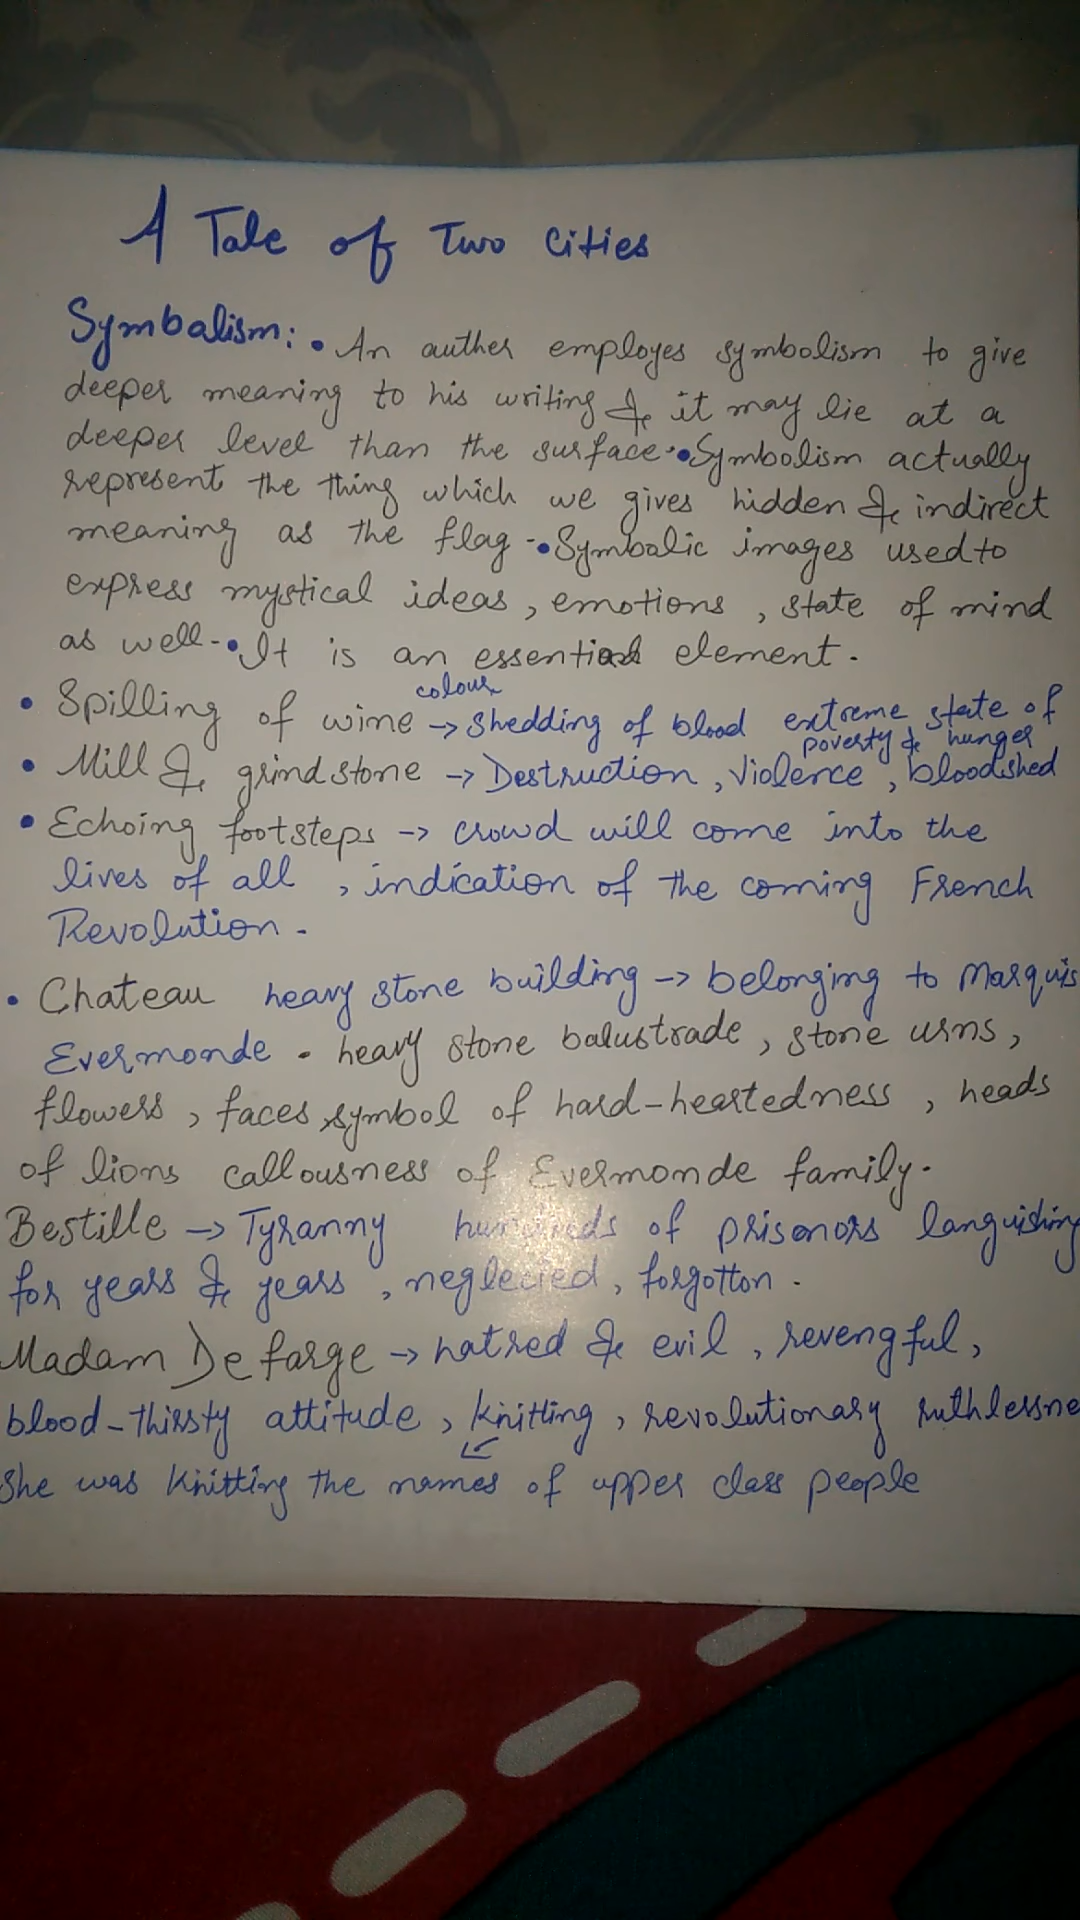 A Tale of Two Cities
Symbalism: • An auther employes symbolism to give
deeper meaning to his writing & it may lie at a
deeper level than the surface. • Symbolism actually
represent the thing which we gives hidden & indirect
meaning as the flag - • Symbolic images used to
express mystical ideas, emotions, state of mind
as well - • It is an essential element.
colour
• Spilling of wine → Shedding of blood extreme state of
poverty & hunger
• Mill & grindstone → Destruction, Violence, bloodshed
• Echoing footsteps → crowd will come into the
lives of all, indication of the coming French
Revolution.
• Chateau heavy stone building → belonging to Marquis
Evermonde. heavy stone balustrade, stone urns,
flowers, faces symbol of hard-heartedness, heads
of lions callousness of Evermonde family.
Bestille → Tyranny hundreds of prisonors languishing
for years & years, neglected, forgotton.
Madam Defarge → hatred & evil, revengful,
blood-thirsty attitude, Knitting, revolutionary ruthlessne
She was Knitting the names of upper class people